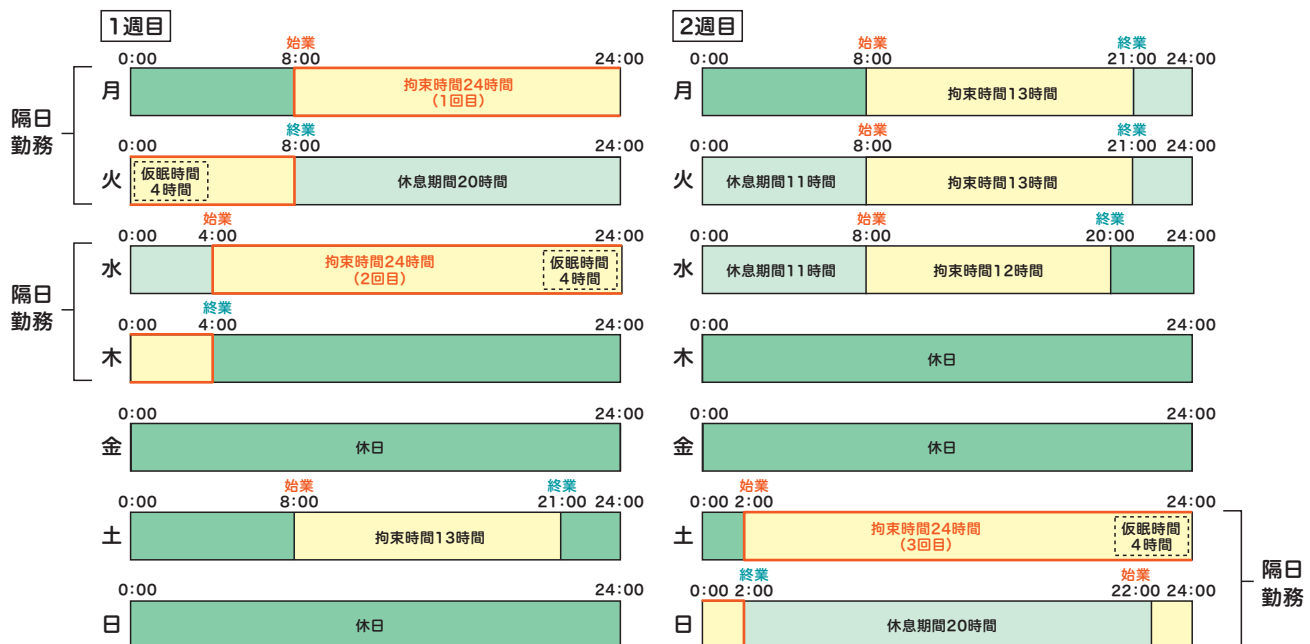 1週目
始業
0:00 8:00 24:00
月
拘束時間24時間
(1回目)
隔日
勤務
終業
0:00 8:00 24:00
火
仮眠時間
4時間
休息期間20時間
始業
0:00 4:00 24:00
水
拘束時間24時間
(2回目)
仮眠時間
4時間
隔日
勤務
終業
0:00 4:00 24:00
木
0:00 24:00
金
休日
始業 終業
0:00 8:00 21:00 24:00
土
拘束時間13時間
0:00 24:00
日
休日
2週目
始業 終業
0:00 8:00 21:00 24:00
月
拘束時間13時間
始業 終業
0:00 8:00 21:00 24:00
火
休息期間11時間
拘束時間13時間
始業 終業
0:00 8:00 20:00 24:00
水
休息期間11時間
拘束時間12時間
0:00 24:00
木
休日
0:00 24:00
金
休日
始業
0:00 2:00 24:00
土
拘束時間24時間
(3回目)
仮眠時間
4時間
隔日
勤務
終業 始業
0:00 2:00 22:00 24:00
日
休息期間20時間